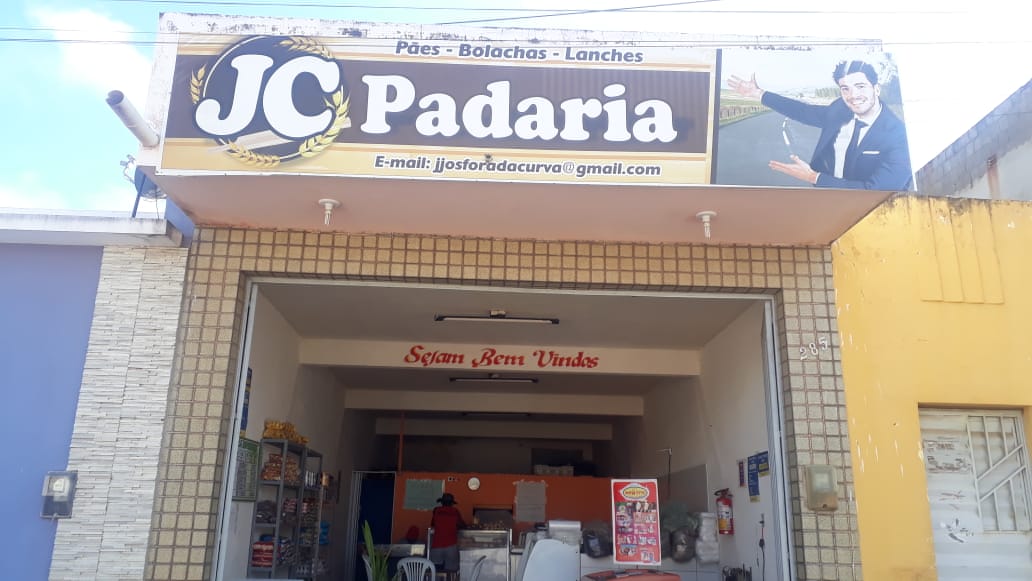 Pães - Bolachas - Lanches
JC Padaria
E-mail: jjosforadacurva@gmail.com
Sejam Bem Vindos
285